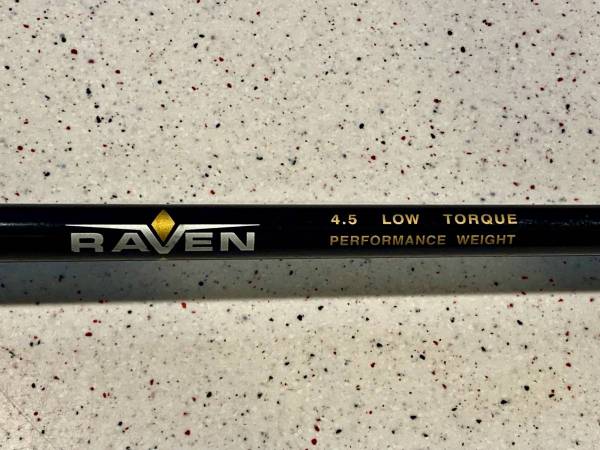 RAVEN
4.5 LOW TORQUE
PERFORMANCE WEIGHT